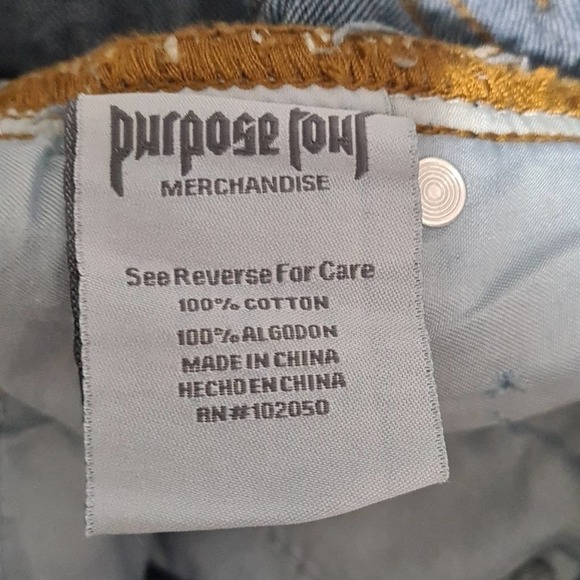 purpose tour
MERCHANDISE
See Reverse For Care
100% COTTON
100% ALGODON
MADE IN CHINA
HECHO EN CHINA
RN#102050